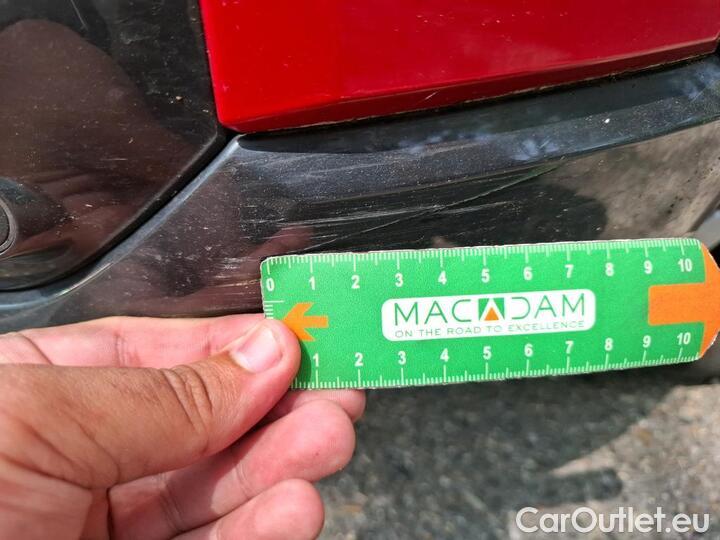 0 1 2 3 4 5 6 7 8 9 10
MACADAM
ON THE ROAD TO EXCELLENCE
1 2 3 4 5 6 7 8 9 10
CarOutlet.eu